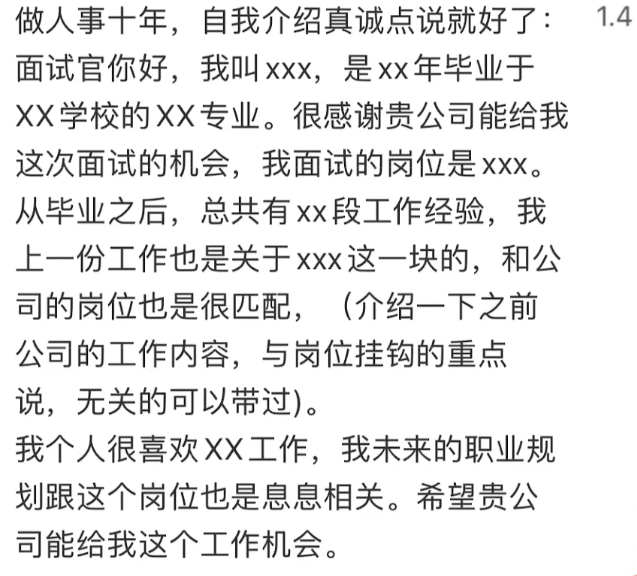 做人事十年，自我介绍真诚点说就好了： 1.4
面试官你好，我叫xxx，是xx年毕业于
XX学校的XX专业。很感谢贵公司能给我
这次面试的机会，我面试的岗位是xxx。
从毕业之后，总共有xx段工作经验，我
上一份工作也是关于xxx这一块的，和公
司的岗位也是很匹配，（介绍一下之前
公司的工作内容，与岗位挂钩的重点
说，无关的可以带过)。
我个人很喜欢XX工作，我未来的职业规
划跟这个岗位也是息息相关。希望贵公
司能给我这个工作机会。